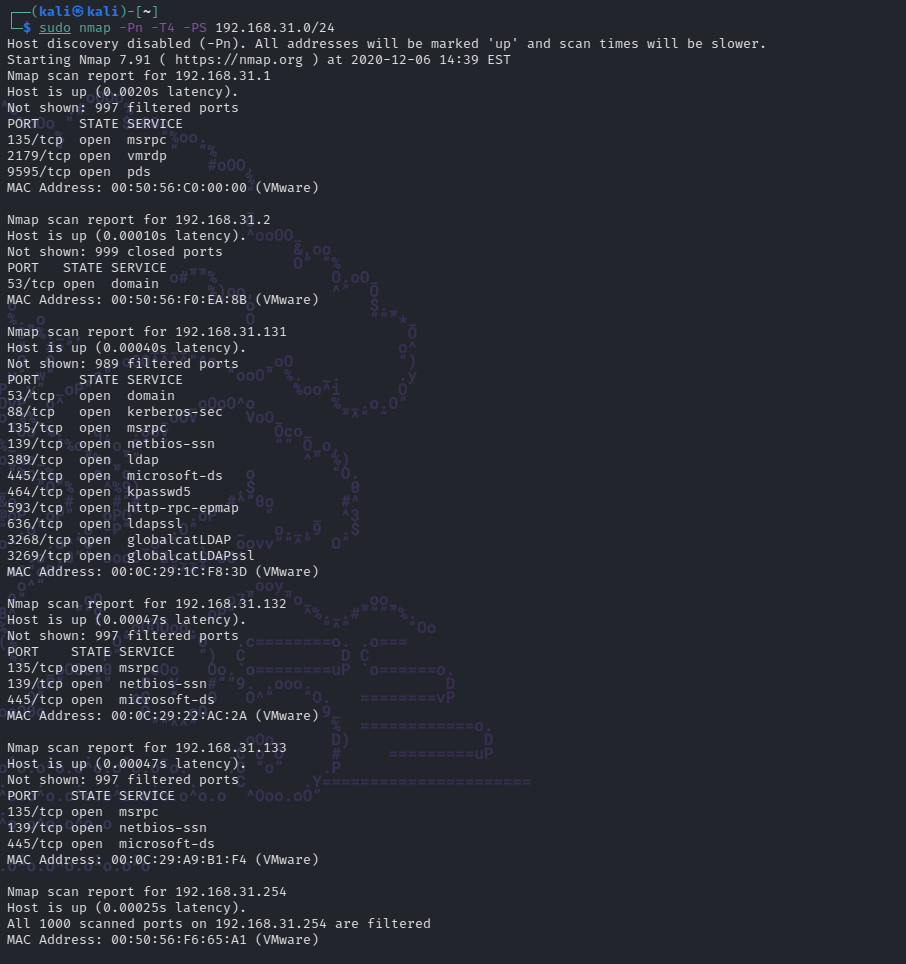 ┌──(kali㉿kali)-[~]
└─$ sudo nmap -Pn -T4 -PS 192.168.31.0/24
Host discovery disabled (-Pn). All addresses will be marked 'up' and scan times will be slower.
Starting Nmap 7.91 ( https://nmap.org ) at 2020-12-06 14:39 EST
Nmap scan report for 192.168.31.1
Host is up (0.0020s latency).
Not shown: 997 filtered ports
PORT     STATE SERVICE
135/tcp  open  msrpc
2179/tcp open  vmrdp
9595/tcp open  pds
MAC Address: 00:50:56:C0:00:00 (VMware)

Nmap scan report for 192.168.31.2
Host is up (0.00010s latency).
Not shown: 999 closed ports
PORT   STATE SERVICE
53/tcp open  domain
MAC Address: 00:50:56:F0:EA:8B (VMware)

Nmap scan report for 192.168.31.131
Host is up (0.00040s latency).
Not shown: 989 filtered ports
PORT     STATE SERVICE
53/tcp   open  domain
88/tcp   open  kerberos-sec
135/tcp  open  msrpc
139/tcp  open  netbios-ssn
389/tcp  open  ldap
445/tcp  open  microsoft-ds
464/tcp  open  kpasswd5
593/tcp  open  http-rpc-epmap
636/tcp  open  ldapssl
3268/tcp open  globalcatLDAP
3269/tcp open  globalcatLDAPssl
MAC Address: 00:0C:29:1C:F8:3D (VMware)

Nmap scan report for 192.168.31.132
Host is up (0.00047s latency).
Not shown: 997 filtered ports
PORT    STATE SERVICE
135/tcp open  msrpc
139/tcp open  netbios-ssn
445/tcp open  microsoft-ds
MAC Address: 00:0C:29:22:AC:2A (VMware)

Nmap scan report for 192.168.31.133
Host is up (0.00047s latency).
Not shown: 997 filtered ports
PORT    STATE SERVICE
135/tcp open  msrpc
139/tcp open  netbios-ssn
445/tcp open  microsoft-ds
MAC Address: 00:0C:29:A9:B1:F4 (VMware)

Nmap scan report for 192.168.31.254
Host is up (0.00025s latency).
All 1000 scanned ports on 192.168.31.254 are filtered
MAC Address: 00:50:56:F6:65:A1 (VMware)